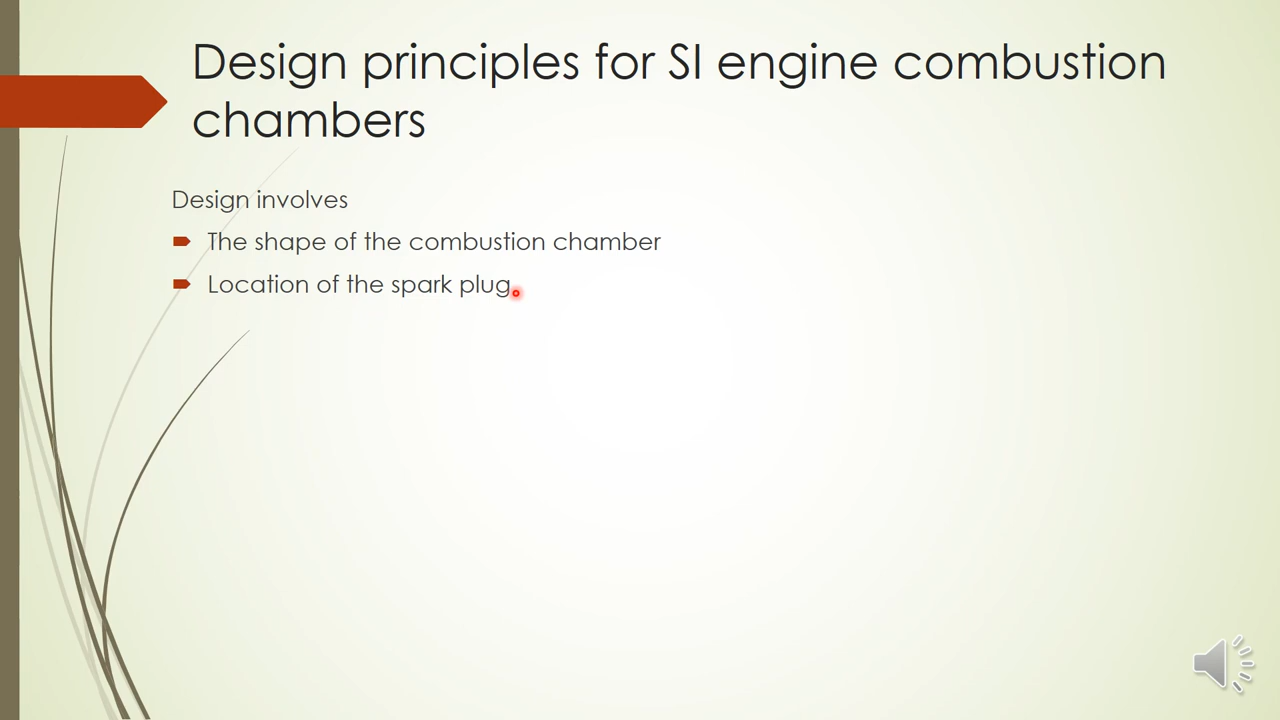 Design principles for SI engine combustion
chambers
Design involves
The shape of the combustion chamber
Location of the spark plug